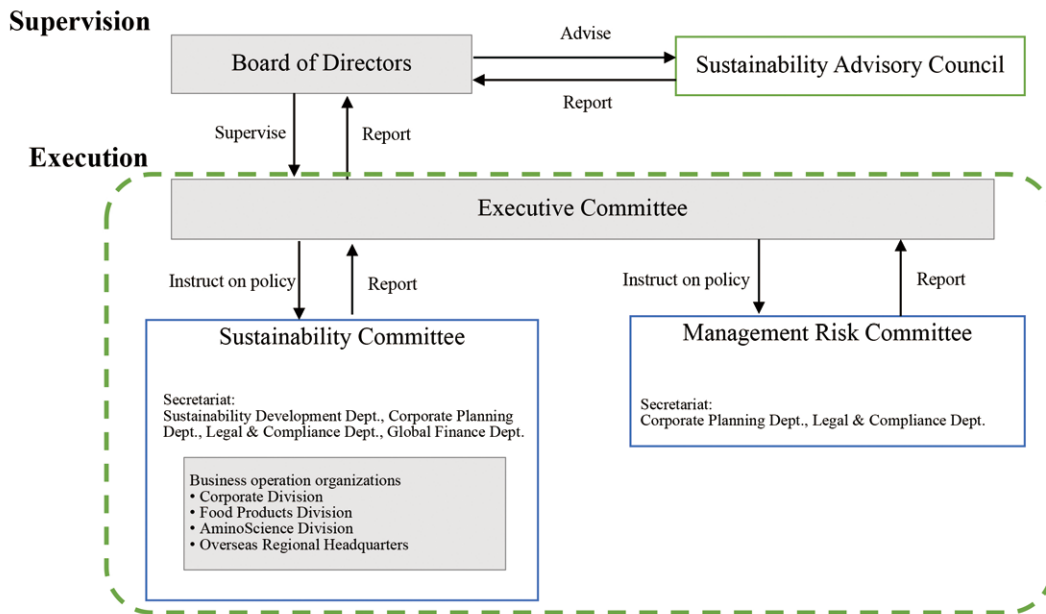 Supervision
Board of Directors
Advise
Sustainability Advisory Council
Report
Supervise
Report
Execution
Executive Committee
Instruct on policy
Report
Instruct on policy
Report
Sustainability Committee
Secretariat:
Sustainability Development Dept., Corporate Planning
Dept., Legal & Compliance Dept., Global Finance Dept.
Business operation organizations
• Corporate Division
• Food Products Division
• AminoScience Division
• Overseas Regional Headquarters
Management Risk Committee
Secretariat:
Corporate Planning Dept., Legal & Compliance Dept.